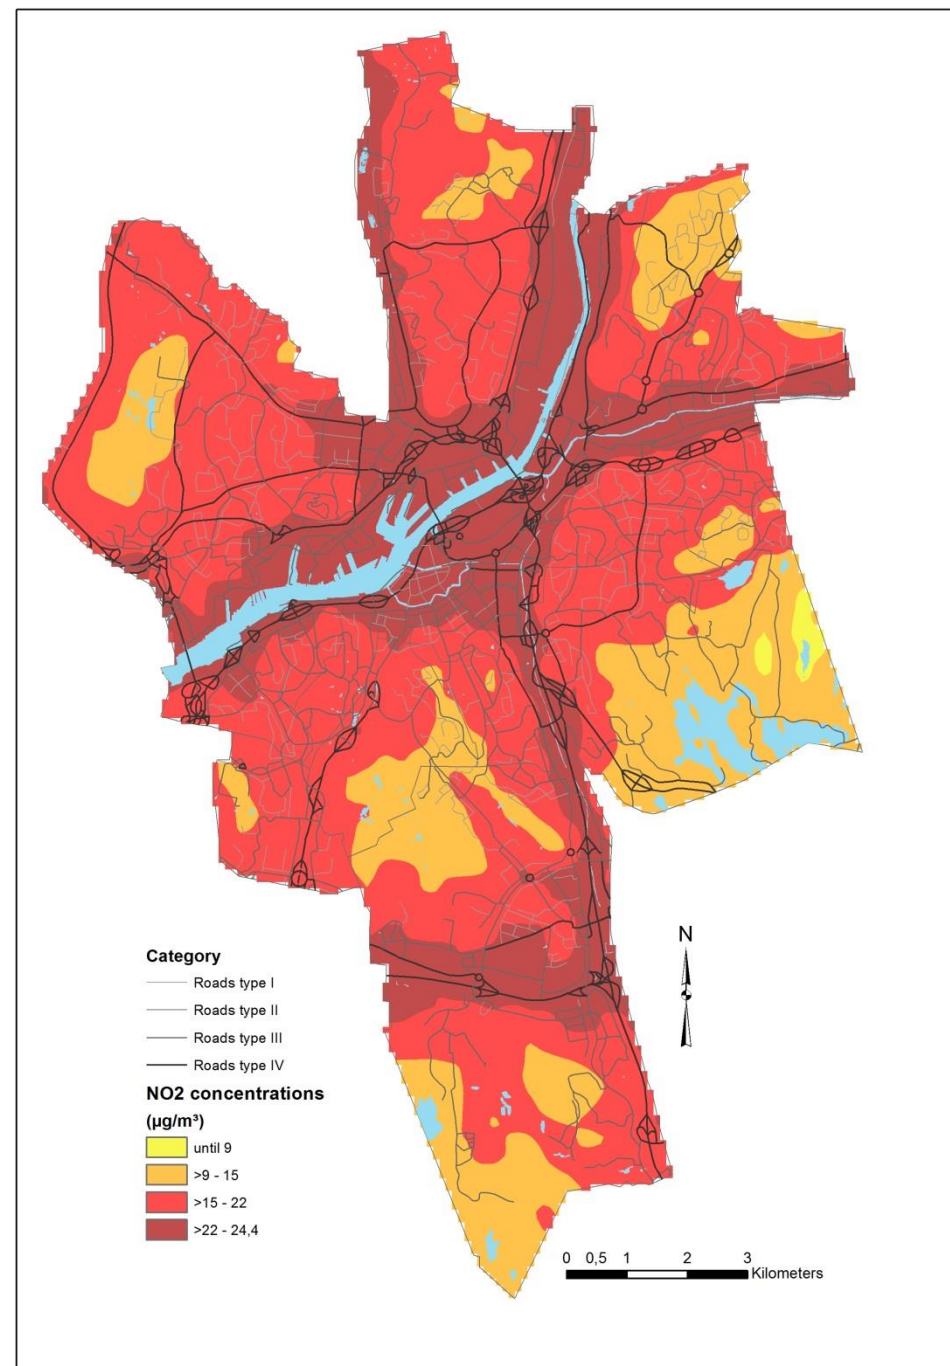 Category
Roads type I
Roads type II
Roads type III
Roads type IV
NO2 concentrations
(µg/m³)
until 9
>9 - 15
>15 - 22
>22 - 24,4
N
0 0,5 1 2 3
Kilometers